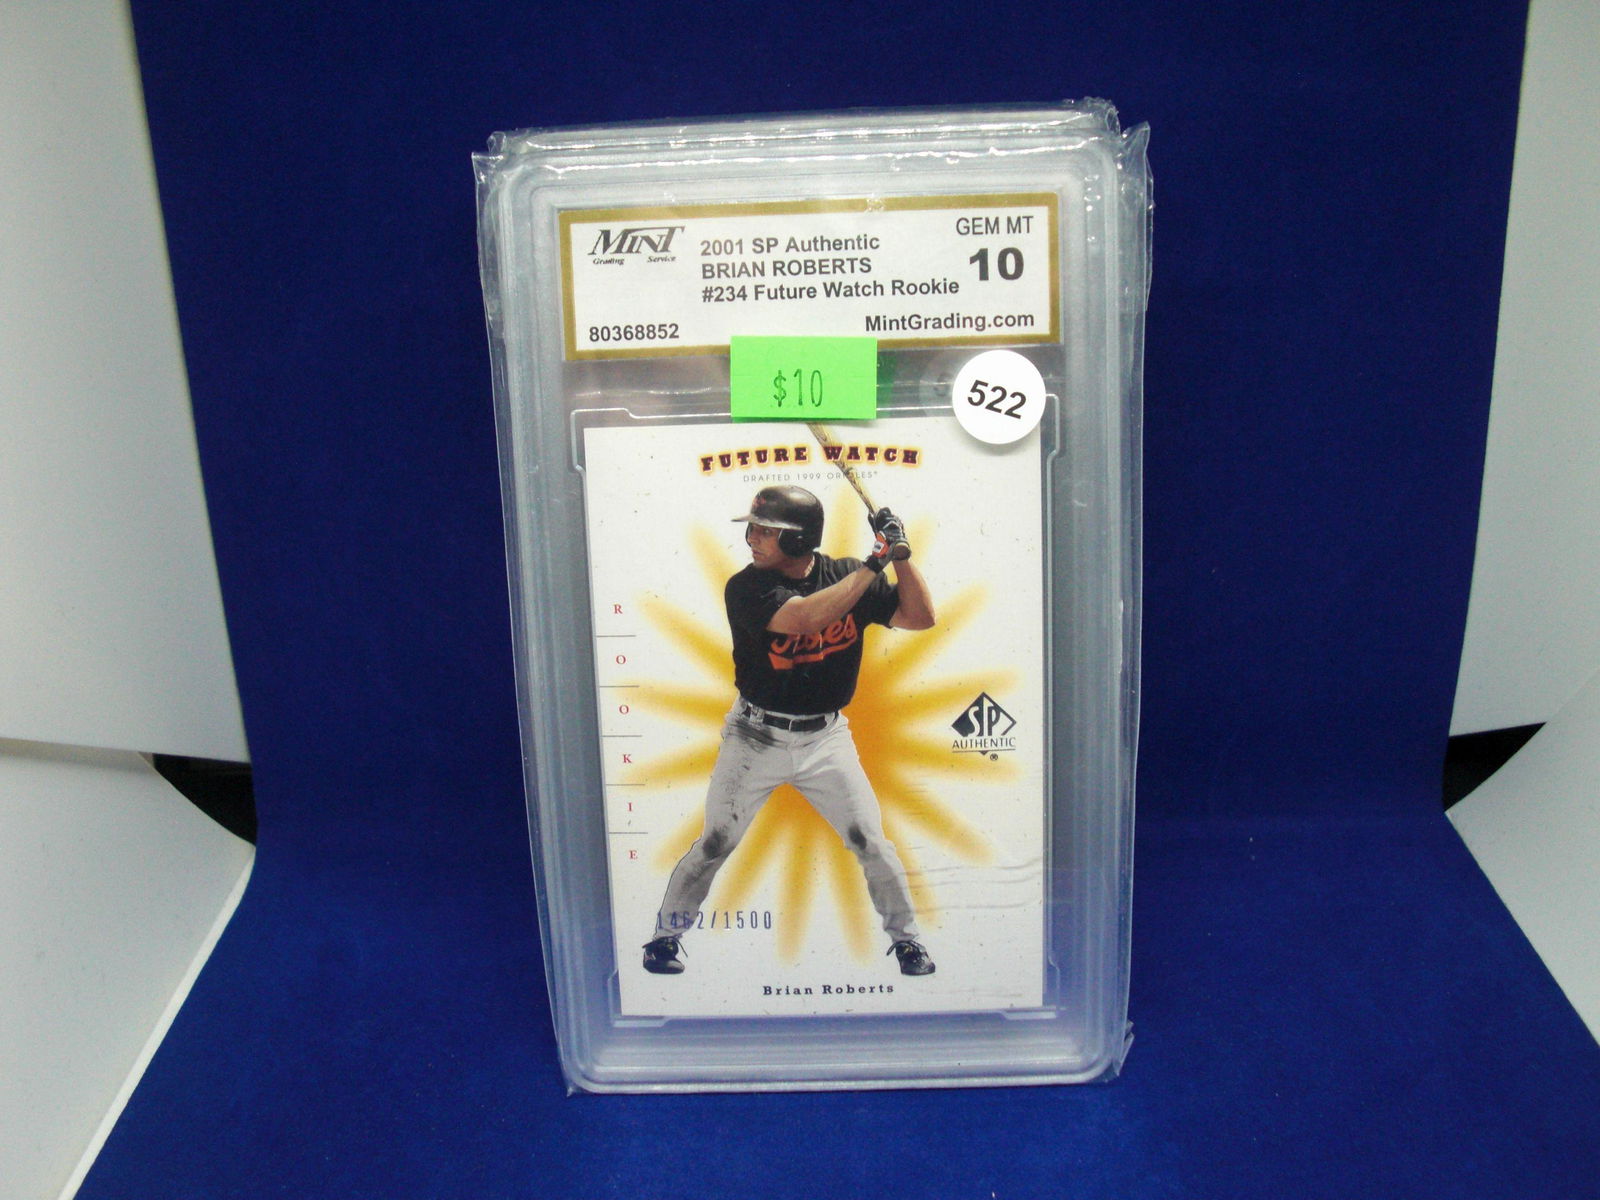 MINT
Grading Service
2001 SP Authentic
BRIAN ROBERTS
#234 Future Watch Rookie
GEM MT
10
80368852
MintGrading.com
$10
522
FUTURE WATCH
DRAFTED 1999 ORIOLES
ROOKIE
SP
AUTHENTIC
®
1462/1500
Brian Roberts